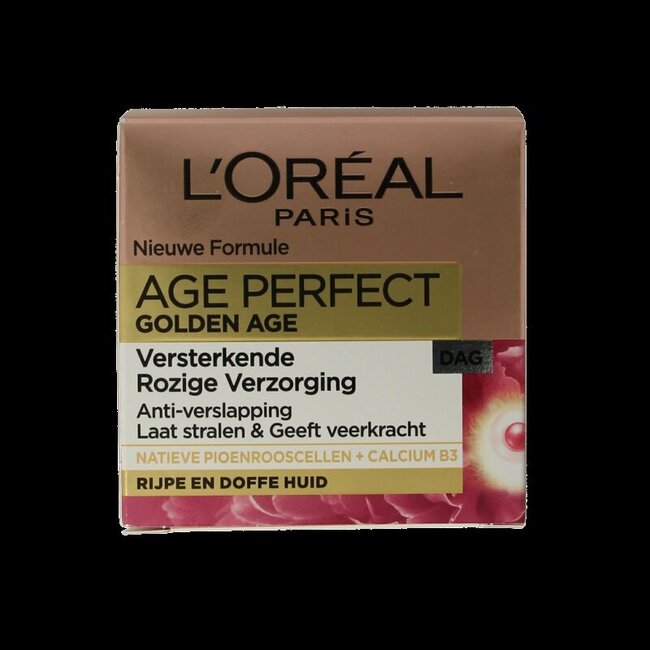 L'ORÉAL
PARiS
Nieuwe Formule
AGE PERFECT
GOLDEN AGE
Versterkende
DAG
Rozige Verzorging
Anti-verslapping
Laat stralen & Geeft veerkracht
NATIEVE PIOENROOSCELLEN + CALCIUM B3
RIJPE EN DOFFE HUID